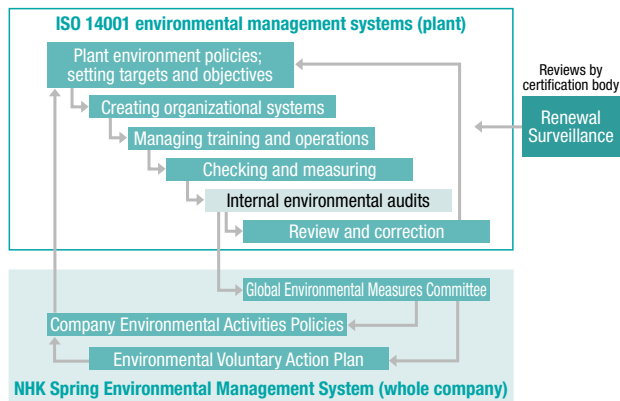 ISO 14001 environmental management systems (plant)
Plant environment policies;
setting targets and objectives
Creating organizational systems
Managing training and operations
Checking and measuring
Internal environmental audits
Review and correction
Reviews by
certification body
Renewal
Surveillance
Global Environmental Measures Committee
Company Environmental Activities Policies
Environmental Voluntary Action Plan
NHK Spring Environmental Management System (whole company)